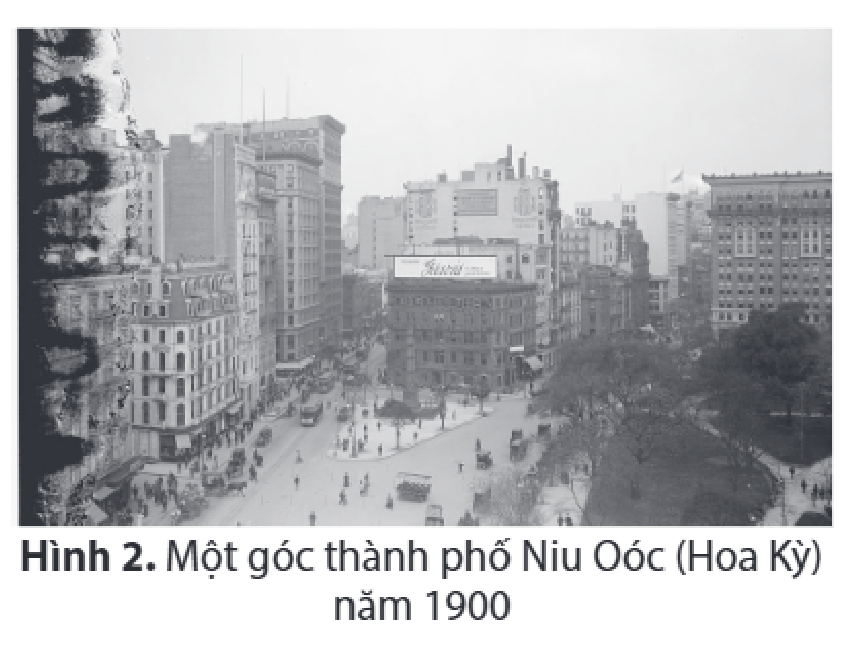 Hình 2. Một góc thành phố Niu Oóc (Hoa Kỳ)
năm 1900